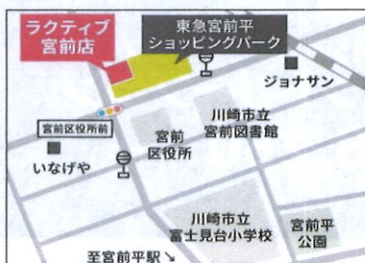 ラクティブ
宮前店
東急宮前平
ショッピングパーク
ジョナサン
宮前区役所前
いなげや
宮前
区役所
川崎市立
宮前図書館
川崎市立
富士見台小学校
宮前平
公園
至宮前平駅↘